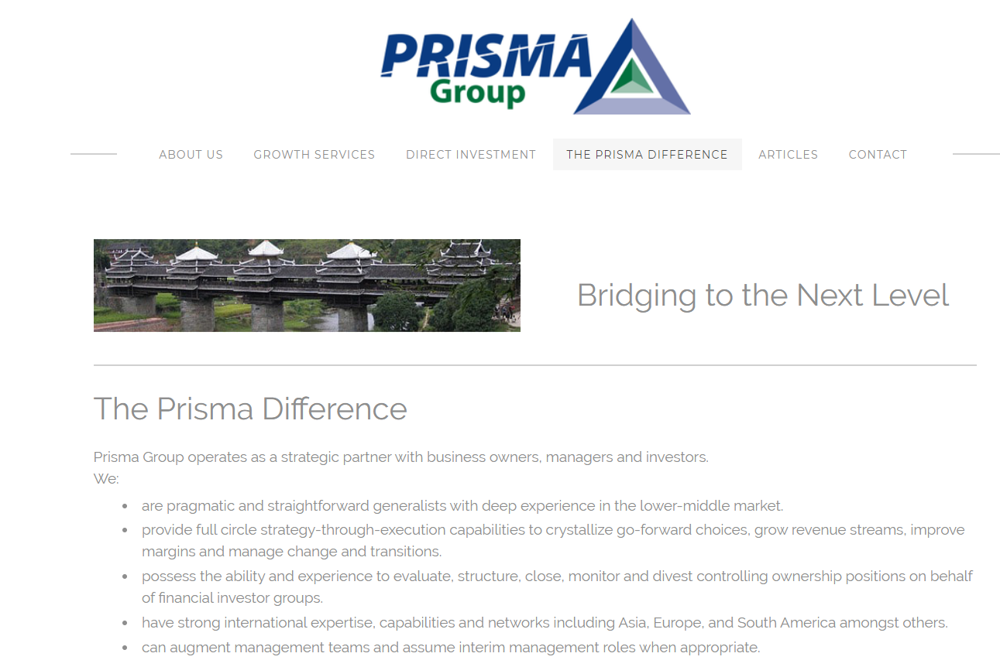 PRISMA
Group
ABOUT US
GROWTH SERVICES
DIRECT INVESTMENT
THE PRISMA DIFFERENCE
ARTICLES
CONTACT
Bridging to the Next Level
The Prisma Difference
Prisma Group operates as a strategic partner with business owners, managers and investors.
We:
• are pragmatic and straightforward generalists with deep experience in the lower-middle market.
• provide full circle strategy-through-execution capabilities to crystallize go-forward choices, grow revenue streams, improve
margins and manage change and transitions.
• possess the ability and experience to evaluate, structure, close, monitor and divest controlling ownership positions on behalf
of financial investor groups.
• have strong international expertise, capabilities and networks including Asia, Europe, and South America amongst others.
• can augment management teams and assume interim management roles when appropriate.